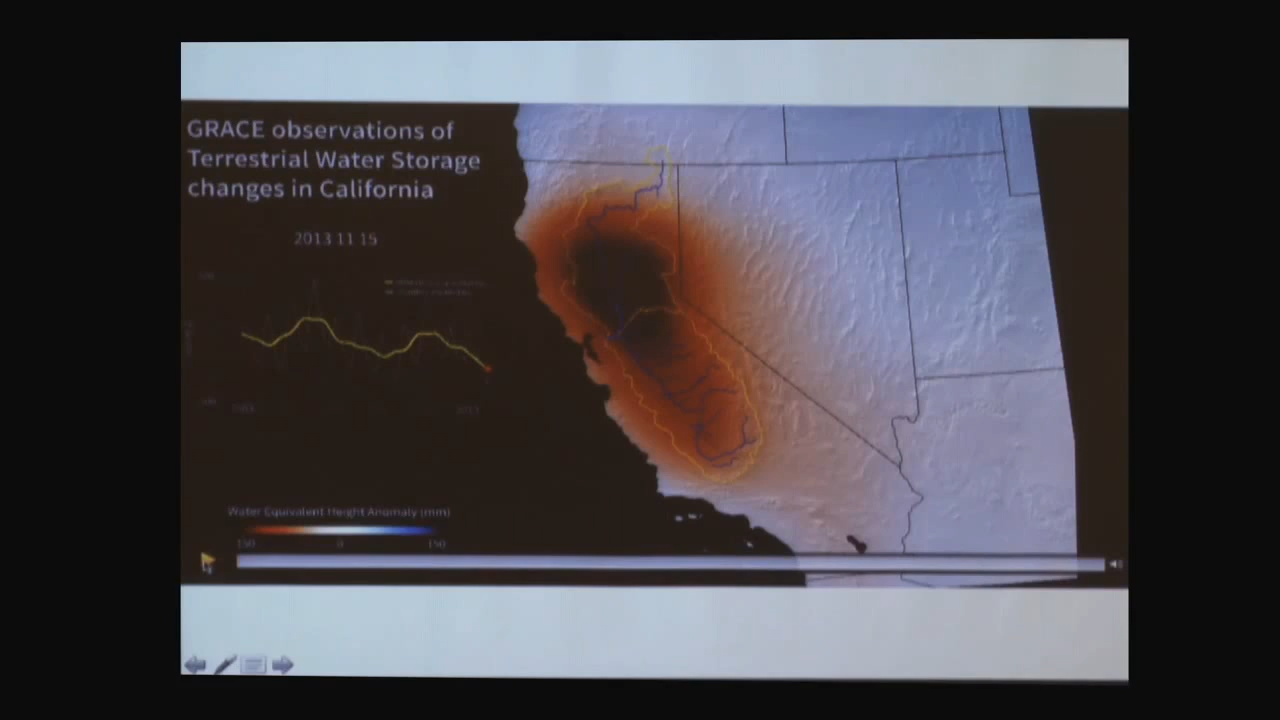 GRACE observations of
Terrestrial Water Storage
changes in California
2013 11 15
Water Equivalent Height Anomaly (mm)
150 0 150